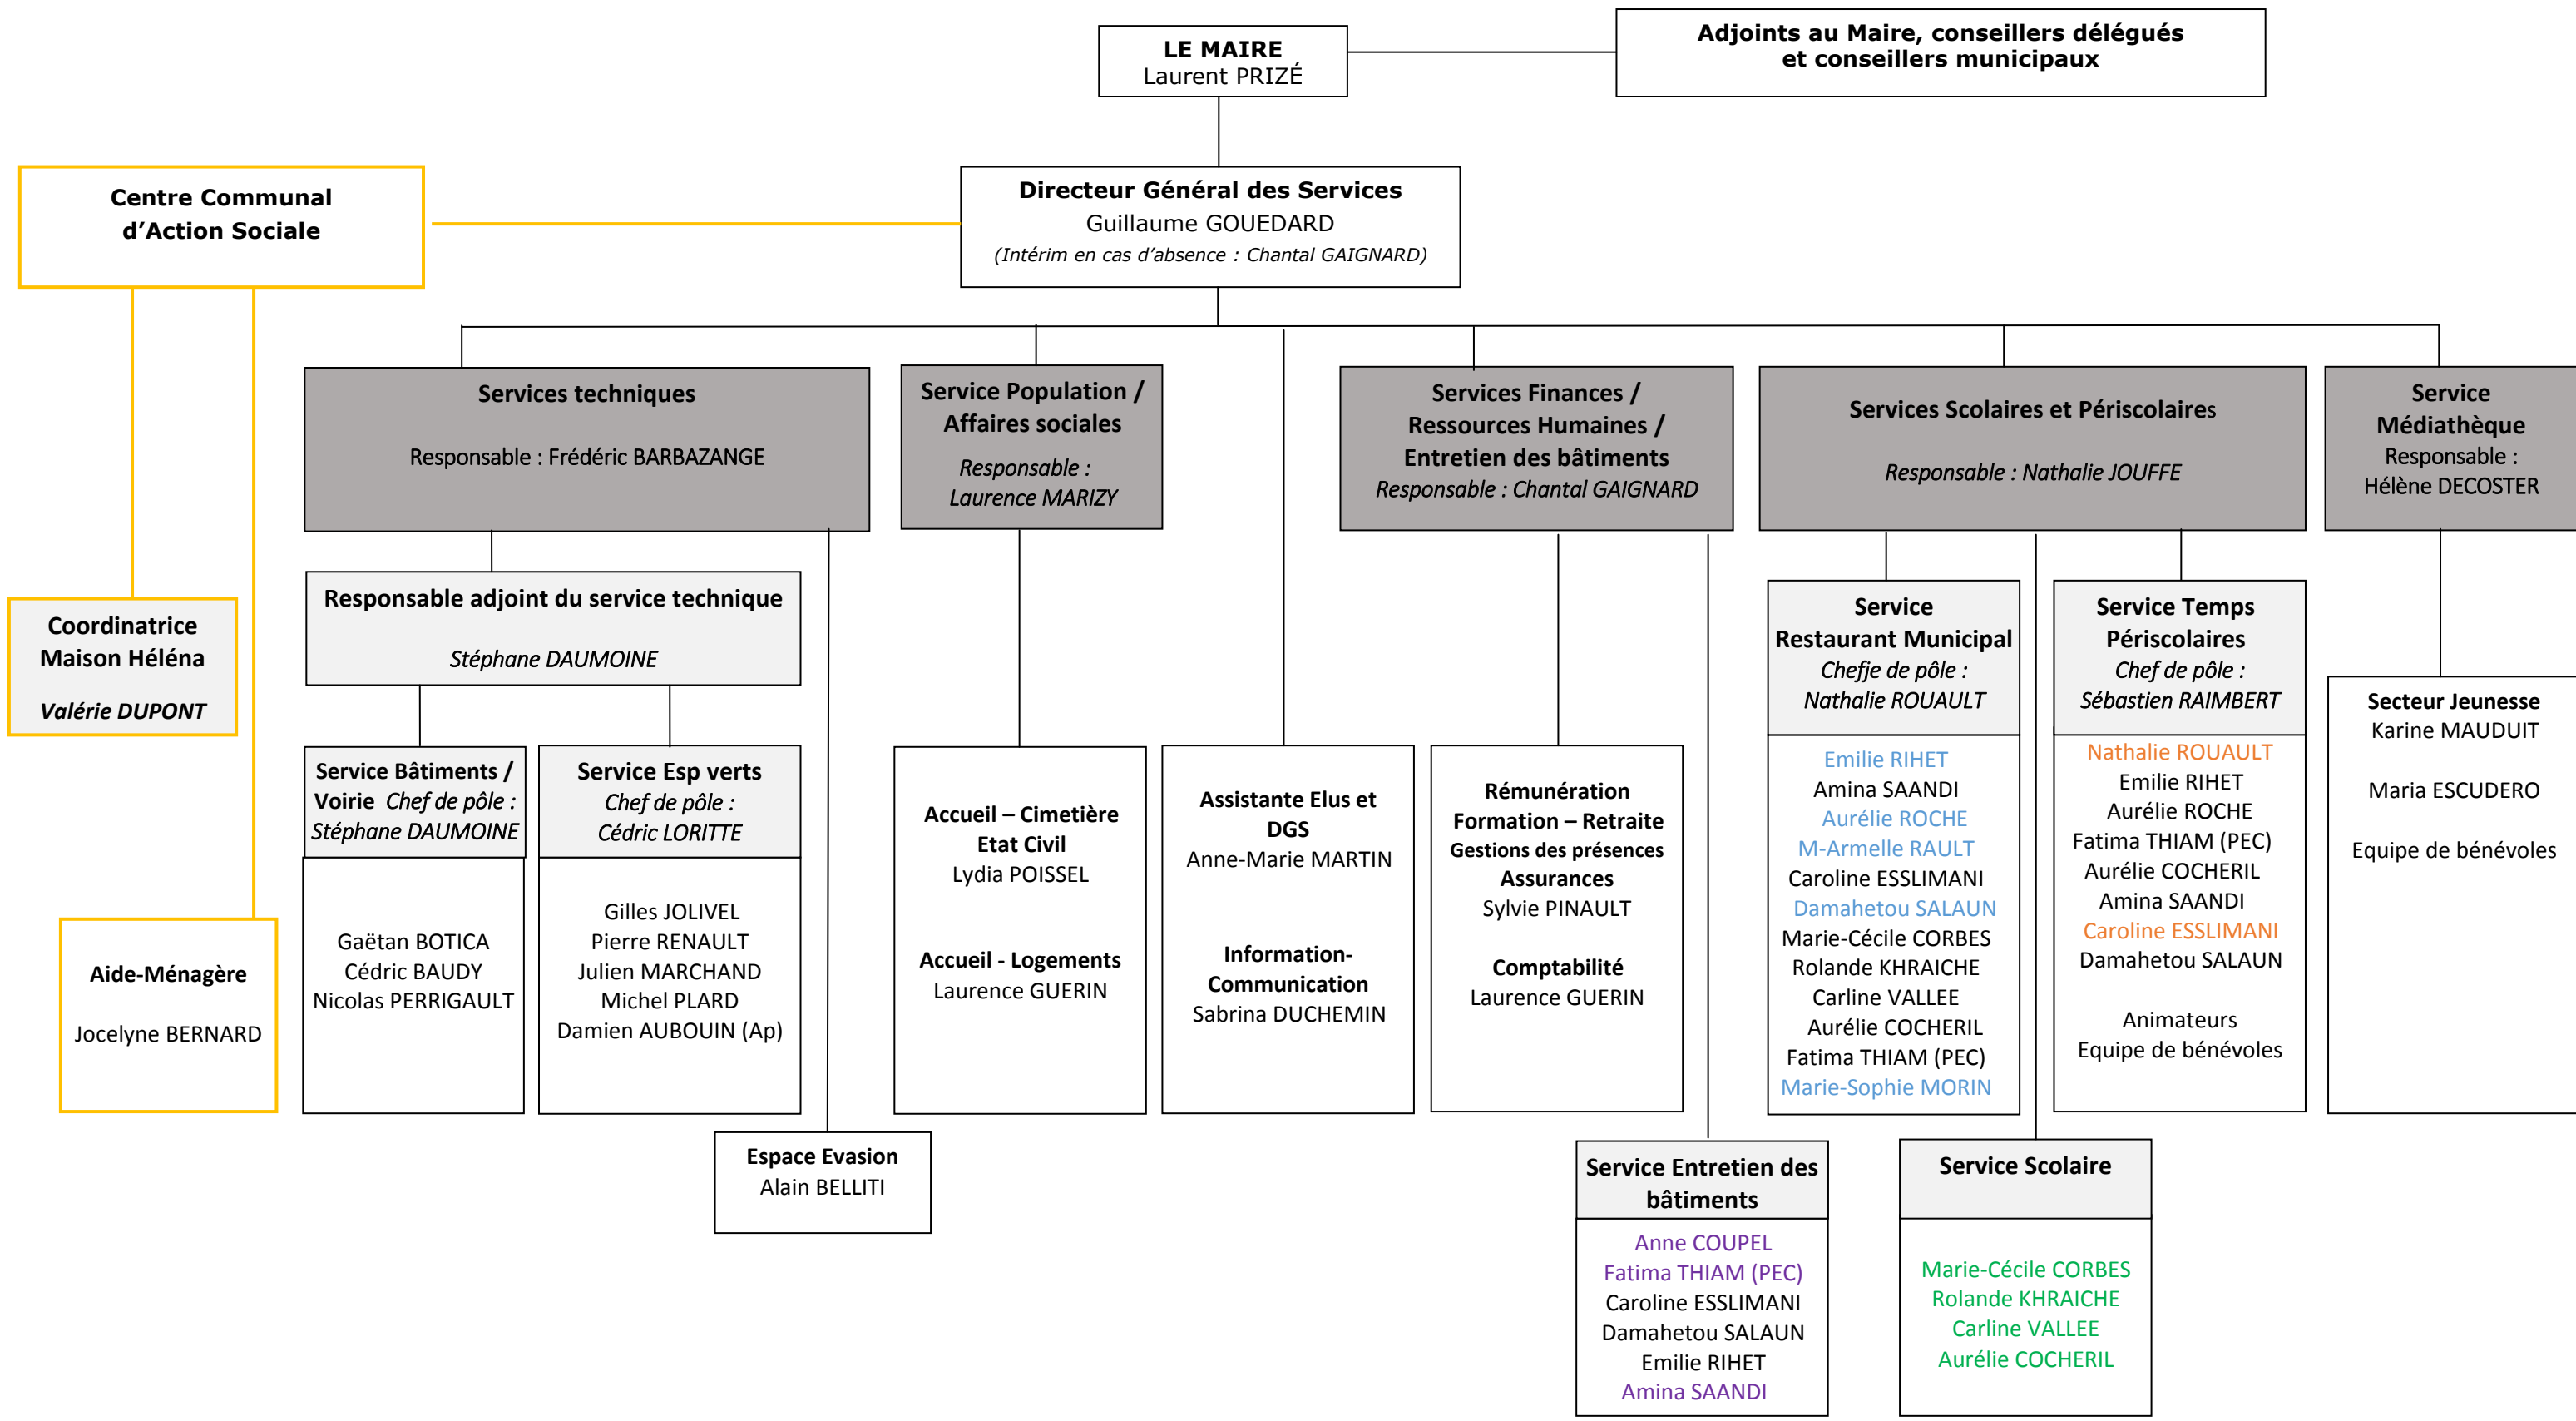 LE MAIRE
Laurent PRIZÉ
Adjoints au Maire, conseillers délégués
et conseillers municipaux
Centre Communal
d’Action Sociale
Directeur Général des Services
Guillaume GOUEDARD
(Intérim en cas d’absence : Chantal GAIGNARD)
Services techniques
Responsable : Frédéric BARBAZANGE
Service Population /
Affaires sociales
Responsable :
Laurence MARIZY
Services Finances /
Ressources Humaines /
Entretien des bâtiments
Responsable : Chantal GAIGNARD
Services Scolaires et Périscolaires
Responsable : Nathalie JOUFFE
Service
Médiathèque
Responsable :
Hélène DECOSTER
Coordinatrice
Maison Héléna
Valérie DUPONT
Responsable adjoint du service technique
Stéphane DAUMOINE
Service
Restaurant Municipal
Chefje de pôle :
Nathalie ROUAULT
Service Temps
Périscolaires
Chef de pôle :
Sébastien RAIMBERT
Aide-Ménagère
Jocelyne BERNARD
Service Bâtiments /
Voirie Chef de pôle :
Stéphane DAUMOINE
Gaëtan BOTICA
Cédric BAUDY
Nicolas PERRIGAULT
Service Esp verts
Chef de pôle :
Cédric LORITTE
Gilles JOLIVEL
Pierre RENAULT
Julien MARCHAND
Michel PLARD
Damien AUBOUIN (Ap)
Accueil – Cimetière
Etat Civil
Lydia POISSEL
Accueil - Logements
Laurence GUERIN
Assistante Elus et
DGS
Anne-Marie MARTIN
Information-
Communication
Sabrina DUCHEMIN
Rémunération
Formation – Retraite
Gestions des présences
Assurances
Sylvie PINAULT
Comptabilité
Laurence GUERIN
Emilie RIHET
Amina SAANDI
Aurélie ROCHE
M-Armelle RAULT
Caroline ESSLIMANI
Damahetou SALAUN
Marie-Cécile CORBES
Rolande KHRAICHE
Carline VALLEE
Aurélie COCHERIL
Fatima THIAM (PEC)
Marie-Sophie MORIN
Nathalie ROUAULT
Emilie RIHET
Aurélie ROCHE
Fatima THIAM (PEC)
Aurélie COCHERIL
Amina SAANDI
Caroline ESSLIMANI
Damahetou SALAUN
Animateurs
Equipe de bénévoles
Secteur Jeunesse
Karine MAUDUIT
Maria ESCUDERO
Equipe de bénévoles
Espace Evasion
Alain BELLITI
Service Entretien des
bâtiments
Anne COUPEL
Fatima THIAM (PEC)
Caroline ESSLIMANI
Damahetou SALAUN
Emilie RIHET
Amina SAANDI
Service Scolaire
Marie-Cécile CORBES
Rolande KHRAICHE
Carline VALLEE
Aurélie COCHERIL